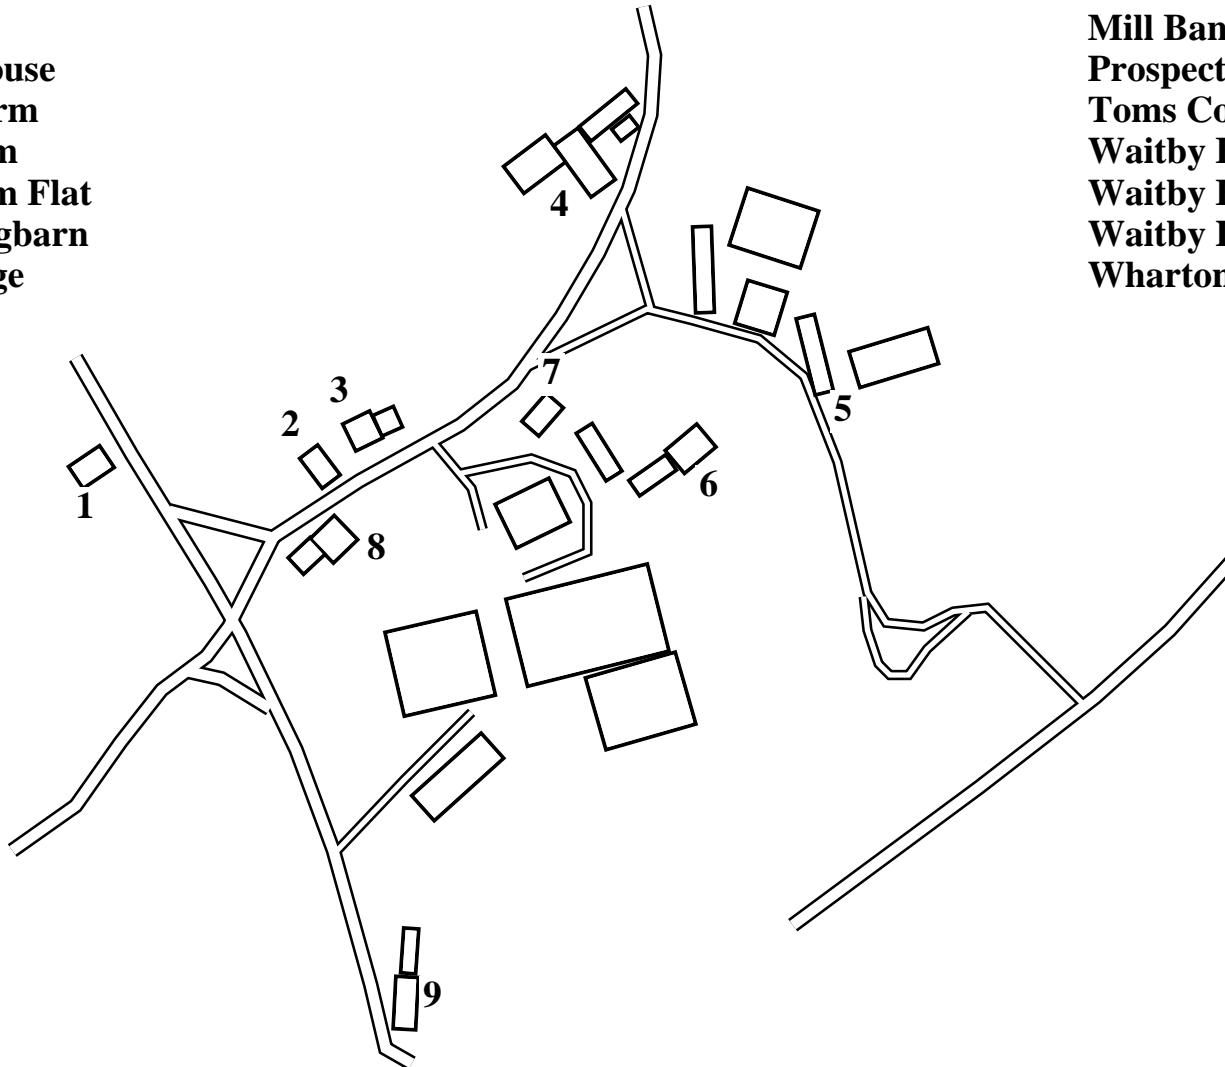 ouse
rm
m
m Flat
gbarn
ge
Mill Ban
Prospect
Toms Co
Waitby
Waitby
Waitby
Wharton
4
7
3
5
2
6
1
8
9